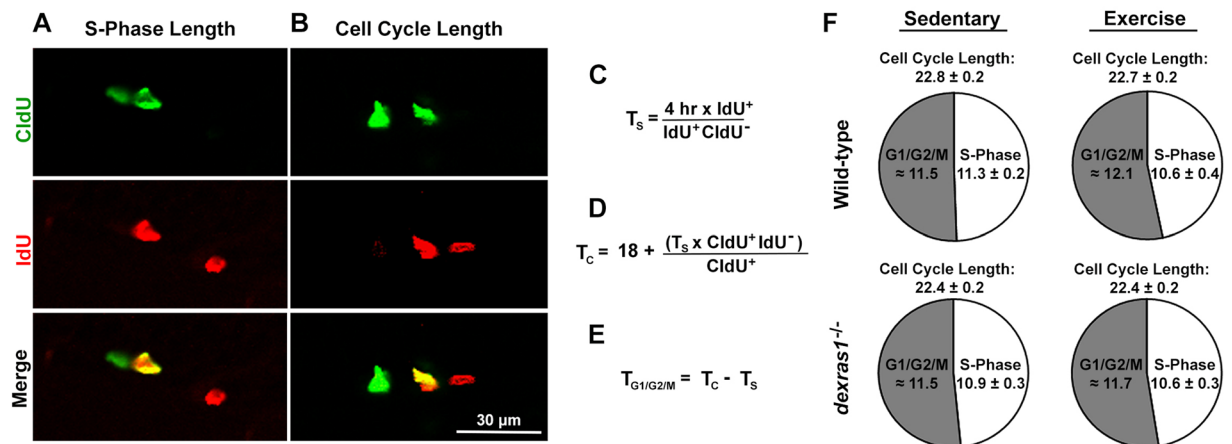 A
S-Phase Length
B
Cell Cycle Length
CldU
IdU
Merge
30 μm
C
T_S = 4 hr x IdU⁺
IdU⁺CldU⁻
D
T_C = 18 + (T_S x CldU⁺IdU⁻)
CldU⁺
E
T_G1/G2/M = T_C - T_S
F
Sedentary
Exercise
Wild-type
Cell Cycle Length:
22.8 ± 0.2
G1/G2/M
≈ 11.5
S-Phase
11.3 ± 0.2
Cell Cycle Length:
22.7 ± 0.2
G1/G2/M
≈ 12.1
S-Phase
10.6 ± 0.4
dexras1⁻/⁻
Cell Cycle Length:
22.4 ± 0.2
G1/G2/M
≈ 11.5
S-Phase
10.9 ± 0.3
Cell Cycle Length:
22.4 ± 0.2
G1/G2/M
≈ 11.7
S-Phase
10.6 ± 0.3